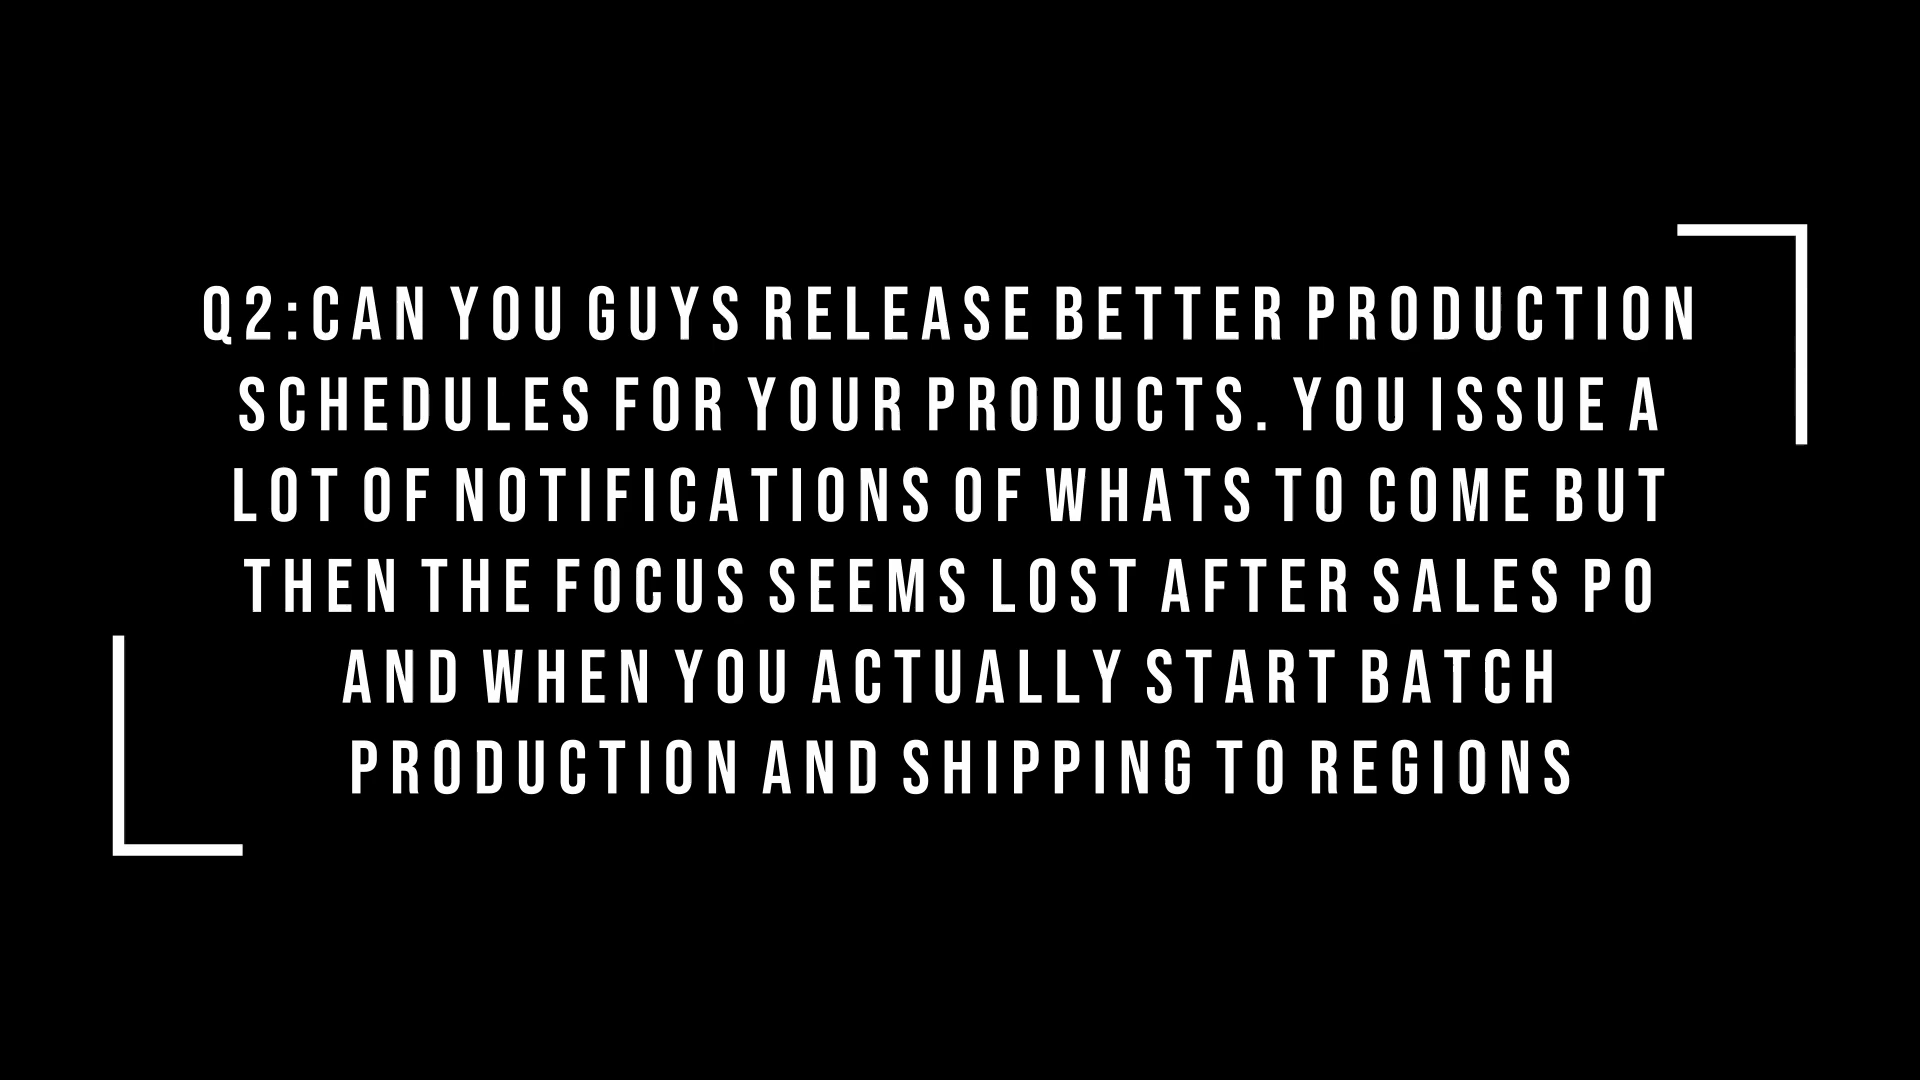 Q2:CAN YOU GUYS RELEASE BETTER PRODUCTION
SCHEDULES FOR YOUR PRODUCTS. YOU ISSUE A
LOT OF NOTIFICATIONS OF WHATS TO COME BUT
THEN THE FOCUS SEEMS LOST AFTER SALES PO
AND WHEN YOU ACTUALLY START BATCH
PRODUCTION AND SHIPPING TO REGIONS